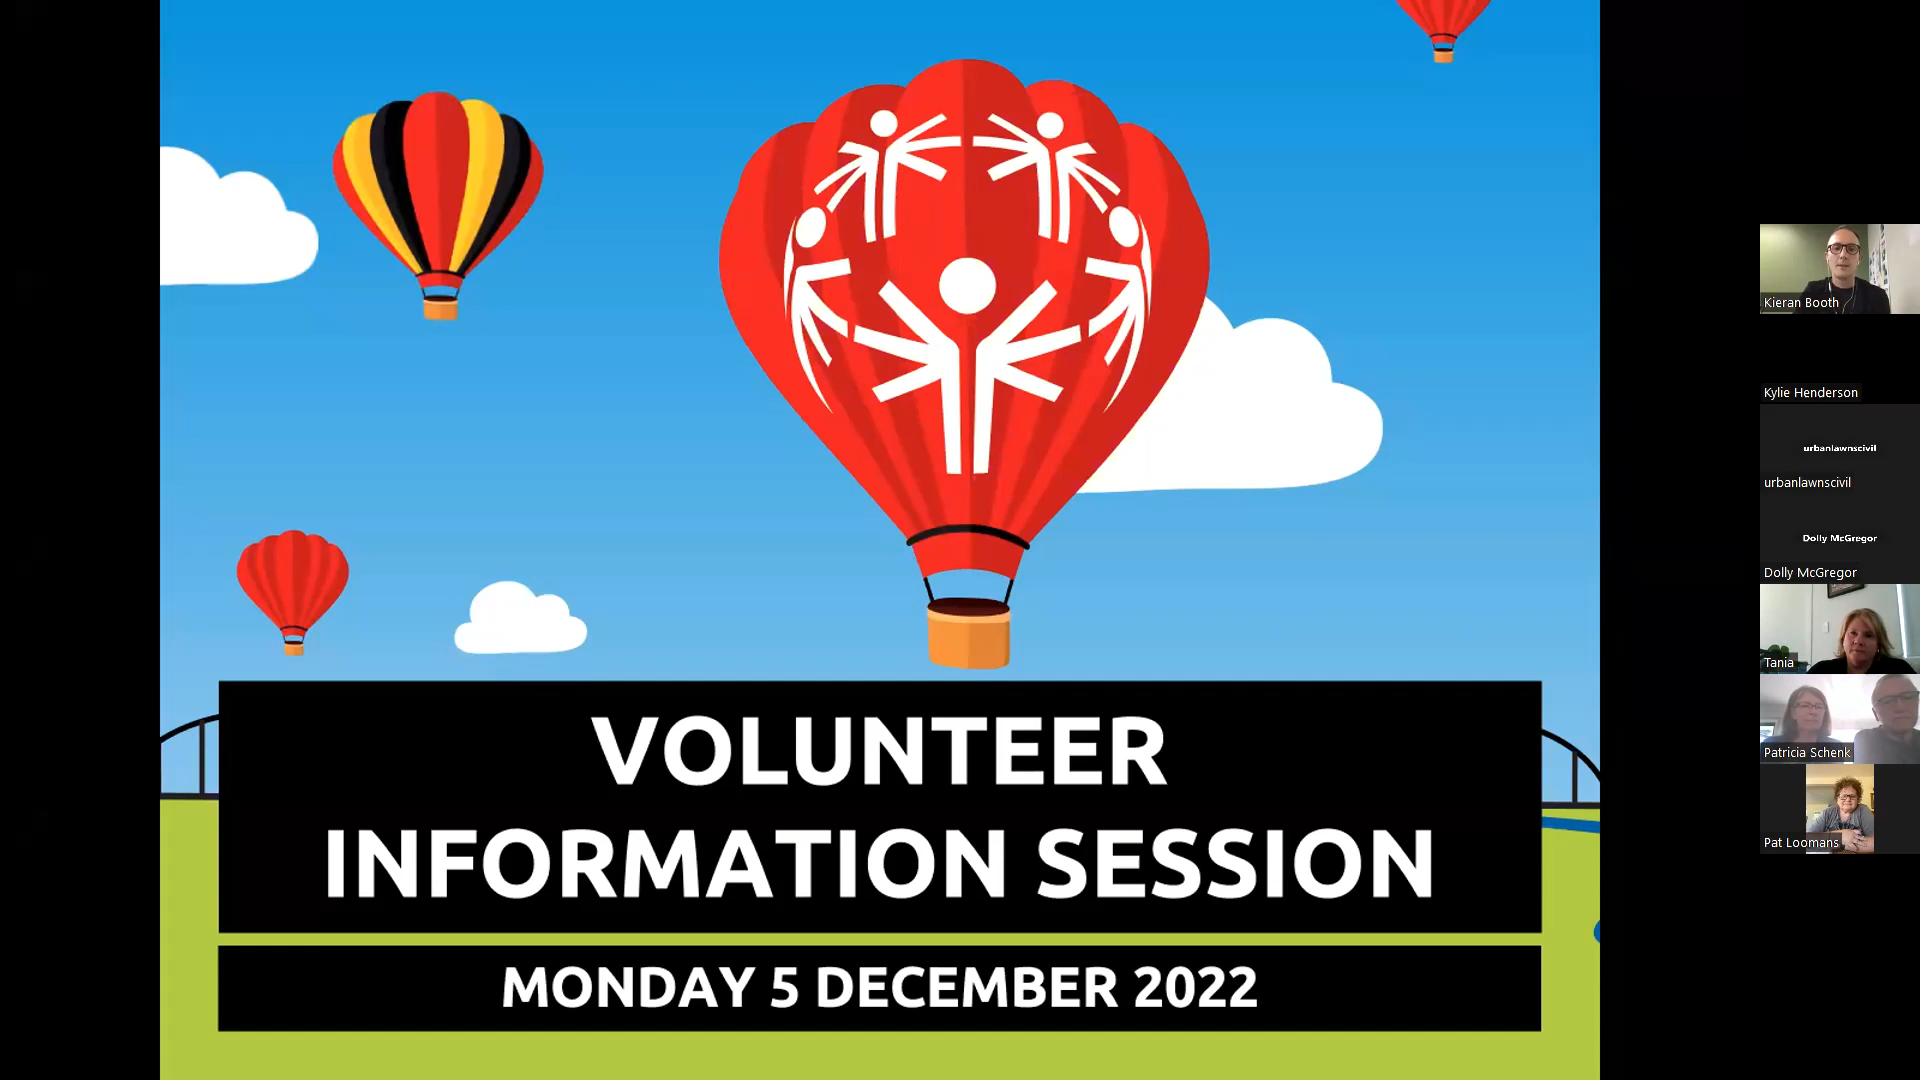 VOLUNTEER
INFORMATION SESSION
MONDAY 5 DECEMBER 2022
Kieran Booth
Kylie Henderson
urbanlawnscivil
urbanlawnscivil
Dolly McGregor
Dolly McGregor
Tania
Patricia Schenk
Pat Loomans